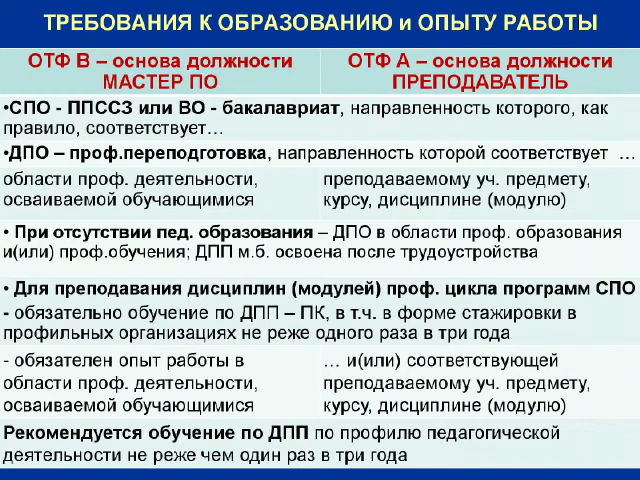 ТРЕБОВАНИЯ К ОБРАЗОВАНИЮ и ОПЫТУ РАБОТЫ
ОТФ В – основа должности
МАСТЕР ПО
ОТФ А – основа должности
ПРЕПОДАВАТЕЛЬ
•СПО - ППССЗ или ВО - бакалавриат, направленность которого, как
правило, соответствует…
•ДПО – проф.переподготовка, направленность которой соответствует …
области проф. деятельности,
осваиваемой обучающимися
преподаваемому уч. предмету,
курсу, дисциплине (модулю)
• При отсутствии пед. образования – ДПО в области проф. образования
и(или) проф.обучения; ДПП м.б. освоена после трудоустройства
• Для преподавания дисциплин (модулей) проф. цикла программ СПО
- обязательно обучение по ДПП – ПК, в т.ч. в форме стажировки в
профильных организациях не реже одного раза в три года
- обязателен опыт работы в
области проф. деятельности,
осваиваемой обучающимися
… и(или) соответствующей
преподаваемому уч. предмету,
курсу, дисциплине (модулю)
Рекомендуется обучение по ДПП по профилю педагогической
деятельности не реже чем один раз в три года